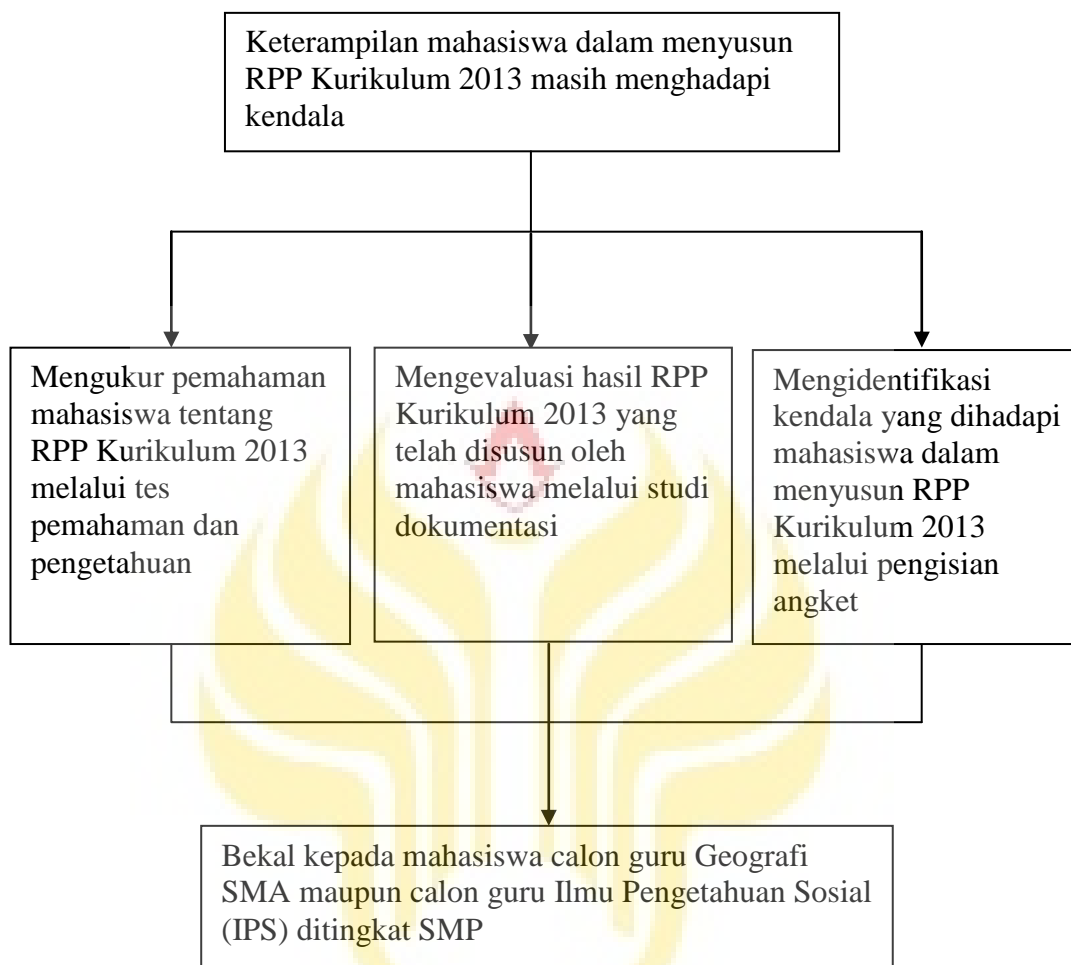 Keterampilan mahasiswa dalam menyusun
RPP Kurikulum 2013 masih menghadapi
kendala
Mengukur pemahaman
mahasiswa tentang
RPP Kurikulum 2013
melalui tes
pemahaman dan
pengetahuan
Mengevaluasi hasil RPP
Kurikulum 2013 yang
telah disusun oleh
mahasiswa melalui studi
dokumentasi
Mengidentifikasi
kendala yang dihadapi
mahasiswa dalam
menyusun RPP
Kurikulum 2013
melalui pengisian
angket
Bekal kepada mahasiswa calon guru Geografi
SMA maupun calon guru Ilmu Pengetahuan Sosial
(IPS) ditingkat SMP